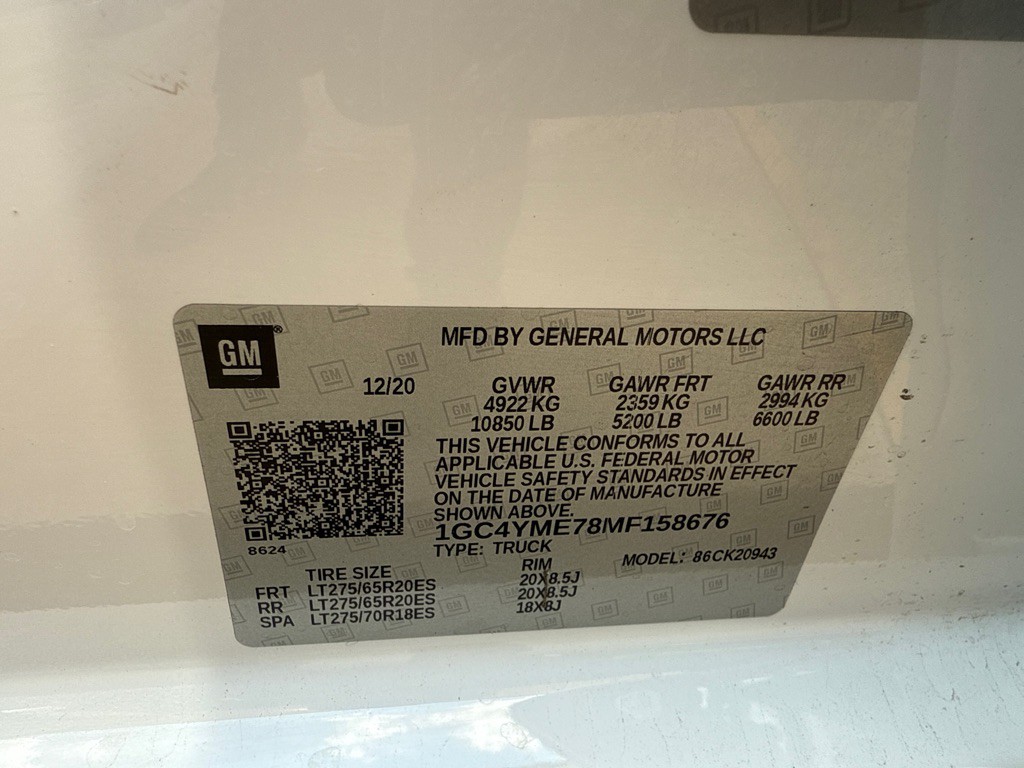 GM
MFD BY GENERAL MOTORS LLC
12/20 GVWR GAWR FRT GAWR RR
4922 KG 2359 KG 2994 KG
10850 LB 5200 LB 6600 LB
THIS VEHICLE CONFORMS TO ALL
APPLICABLE U.S. FEDERAL MOTOR
VEHICLE SAFETY STANDARDS IN EFFECT
ON THE DATE OF MANUFACTURE
SHOWN ABOVE.
1GC4YME78MF158676
8624
TYPE: TRUCK MODEL: 86CK20943
TIRE SIZE RIM
FRT LT275/65R20ES 20X8.5J
RR LT275/65R20ES 20X8.5J
SPA LT275/70R18ES 18X8J